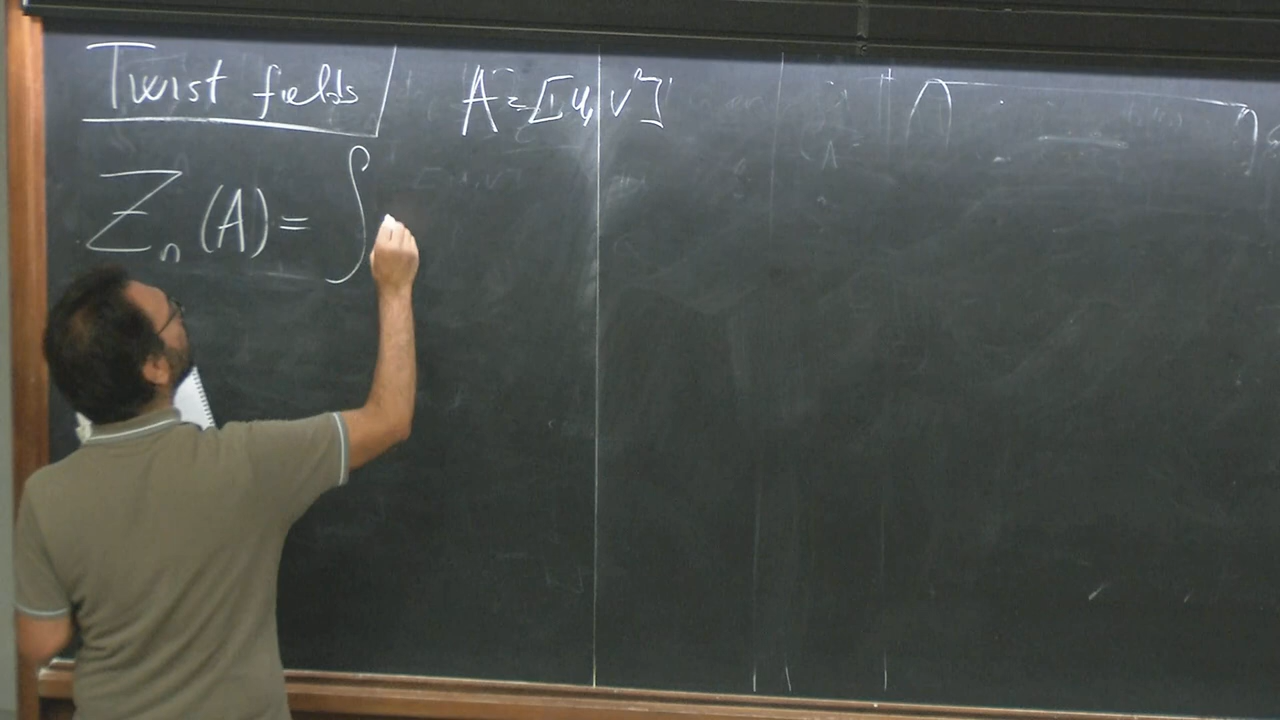 Twist fields A = [u, v]
Zn (A) = ∫